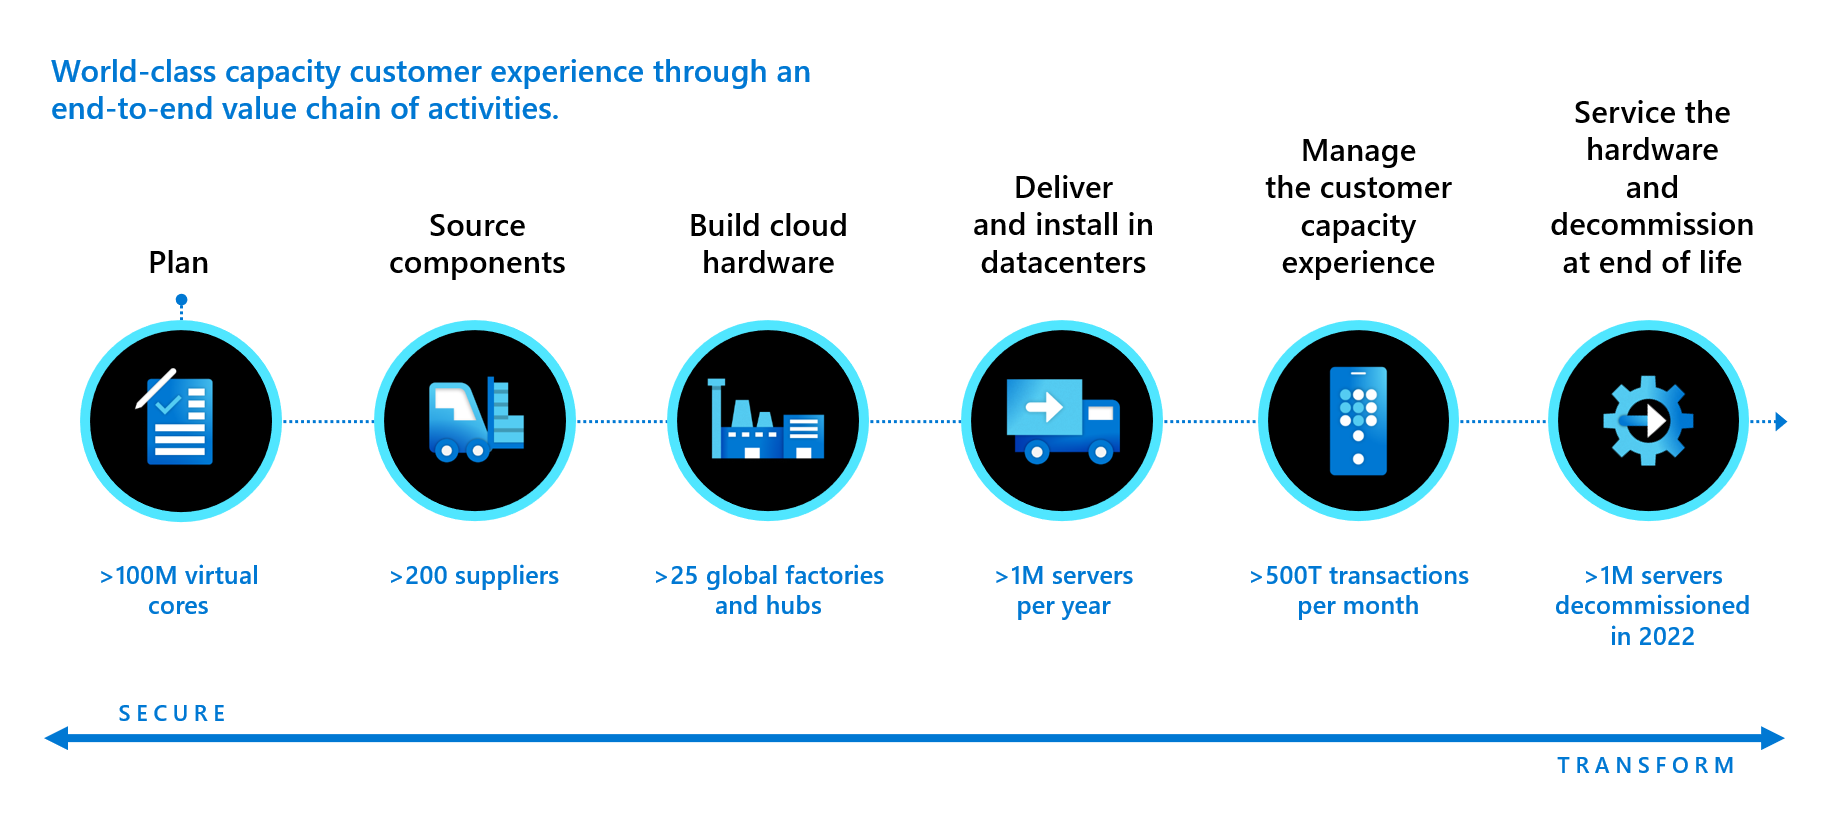 World-class capacity customer experience through an
end-to-end value chain of activities.
Plan
Source
components
Build cloud
hardware
Deliver
and install in
datacenters
Manage
the customer
capacity
experience
Service the
hardware
and
decommission
at end of life
>100M virtual
cores
>200 suppliers
>25 global factories
and hubs
>1M servers
per year
>500T transactions
per month
>1M servers
decommissioned
in 2022
SECURE
TRANSFORM